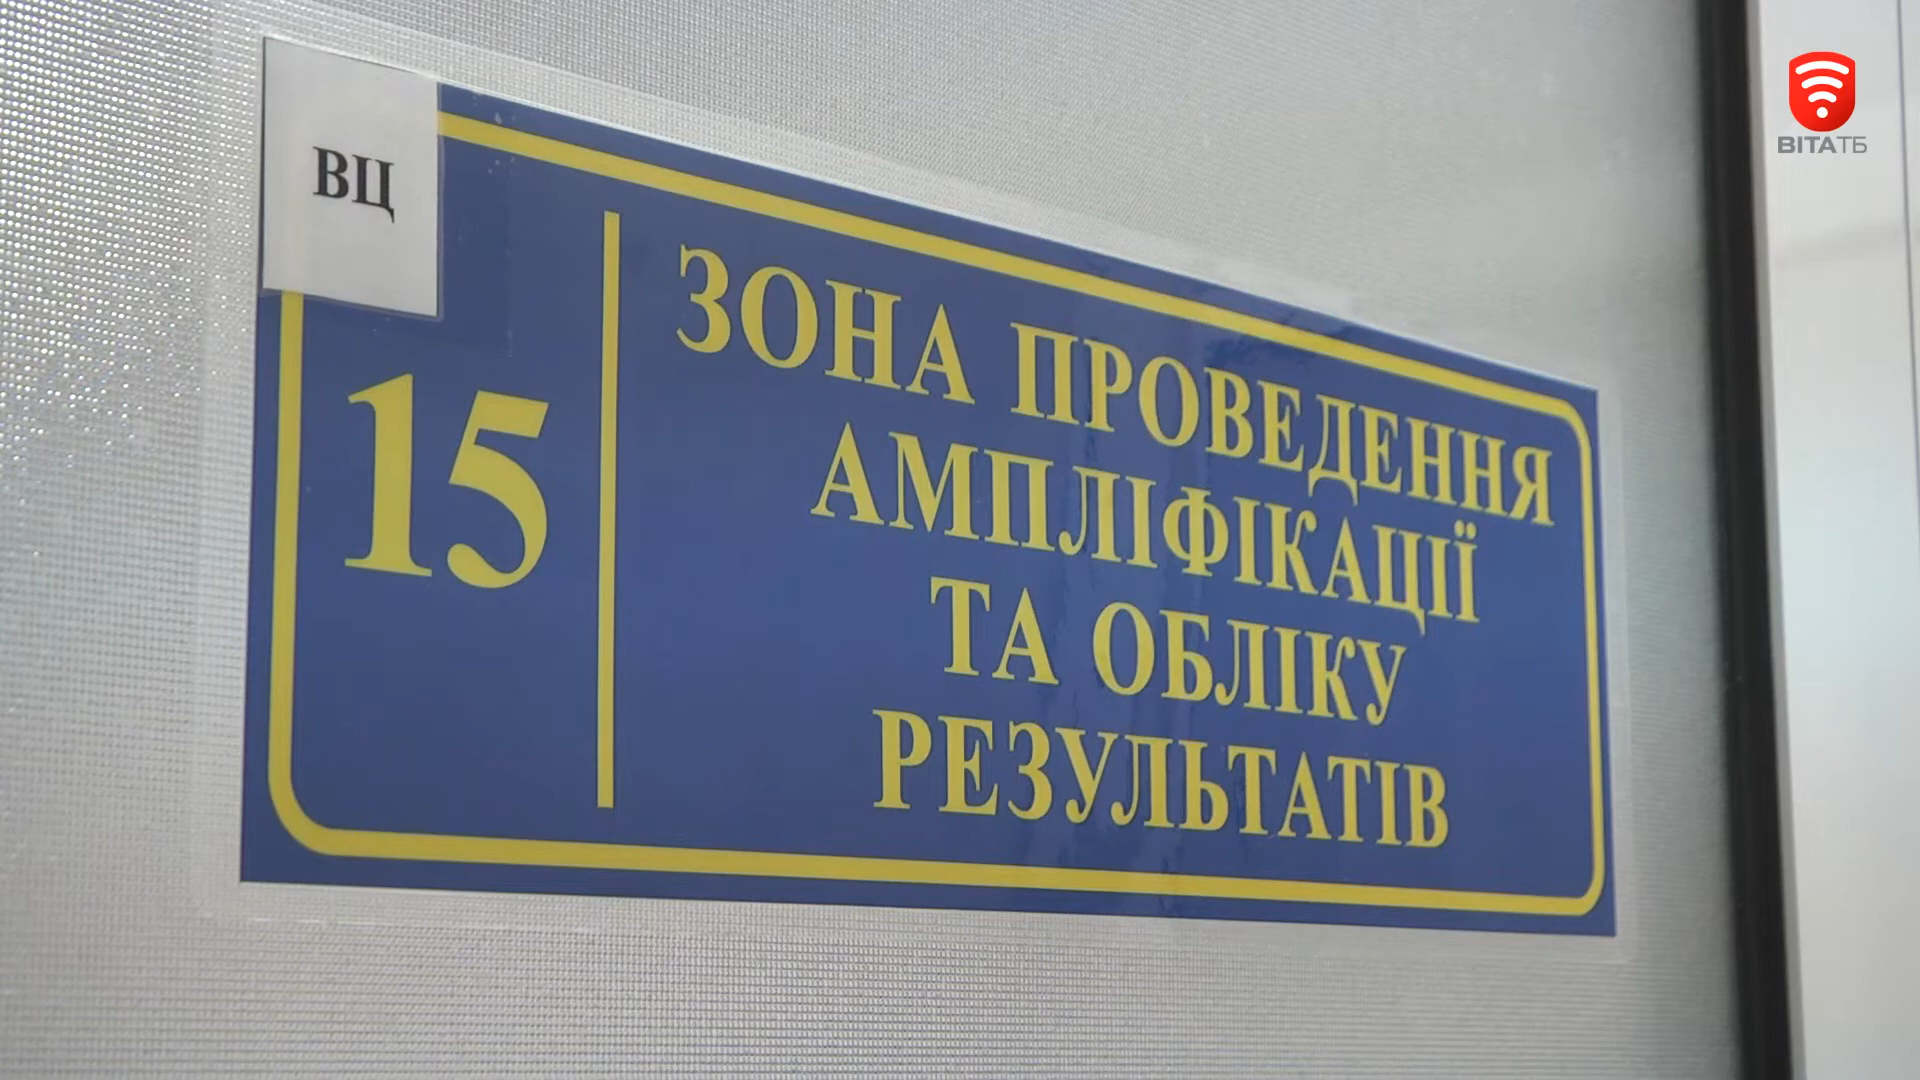 ВІТАТБ
ВЦ
15
ЗОНА ПРОВЕДЕННЯ
АМПЛІФІКАЦІЇ
ТА ОБЛІКУ
РЕЗУЛЬТАТІВ